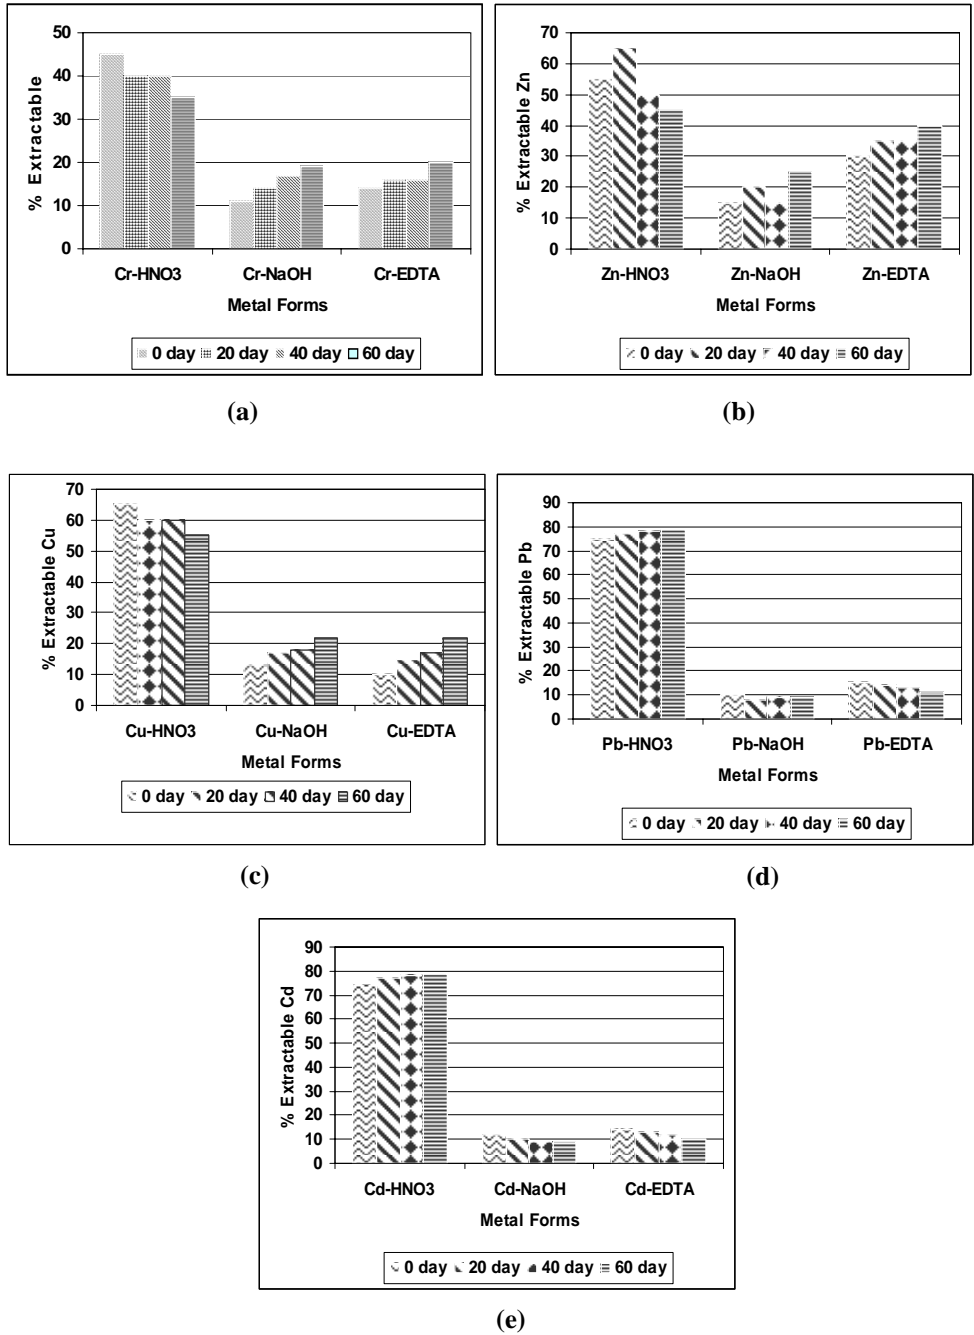 50
40
30
20
10
0
% Extractable
Cr-HNO3 Cr-NaOH Cr-EDTA
Metal Forms
0 day 20 day 40 day 60 day
(a)
70
60
50
40
30
20
10
0
% Extractable Zn
Zn-HNO3 Zn-NaOH Zn-EDTA
Metal Forms
0 day 20 day 40 day 60 day
(b)
70
60
50
40
30
20
10
0
% Extractable Cu
Cu-HNO3 Cu-NaOH Cu-EDTA
Metal Forms
0 day 20 day 40 day 60 day
(c)
90
80
70
60
50
40
30
20
10
0
% Extractable Pb
Pb-HNO3 Pb-NaOH Pb-EDTA
Metal Forms
0 day 20 day 40 day 60 day
(d)
90
80
70
60
50
40
30
20
10
0
% Extractable Cd
Cd-HNO3 Cd-NaOH Cd-EDTA
Metal Forms
0 day 20 day 40 day 60 day
(e)